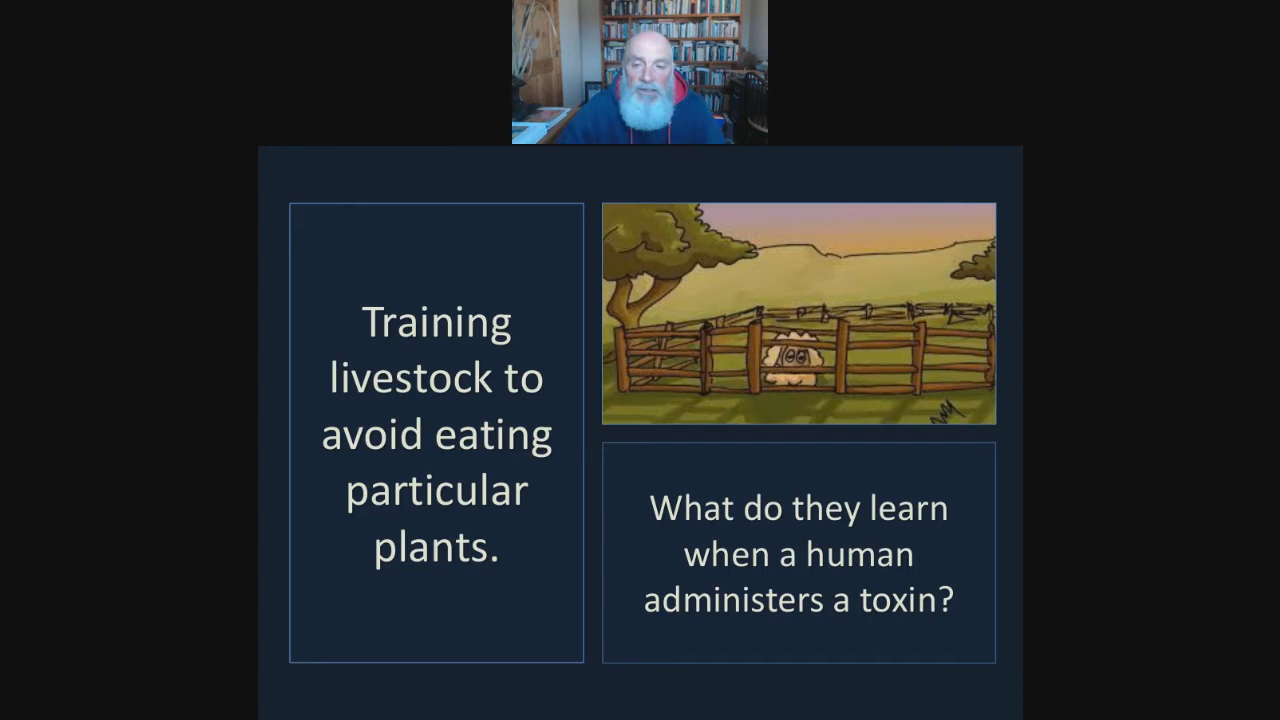 Training
livestock to
avoid eating
particular
plants.
What do they learn
when a human
administers a toxin?